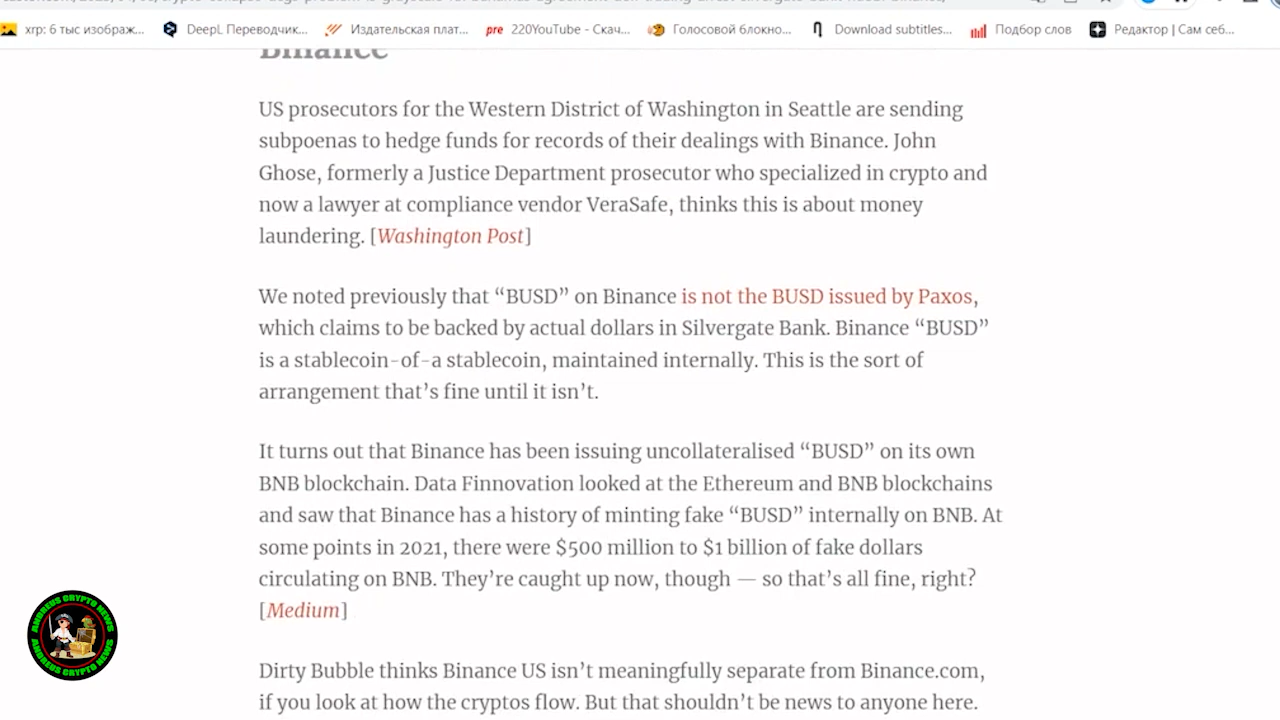 xrp: 6 тыс изображ...
DeepL Переводчик...
Издательская плат...
pre 220YouTube - Скач...
Голосовой блокно...
Download subtitles...
Подбор слов
Редактор | Сам себ...
Binance
US prosecutors for the Western District of Washington in Seattle are sending
subpoenas to hedge funds for records of their dealings with Binance. John
Ghose, formerly a Justice Department prosecutor who specialized in crypto and
now a lawyer at compliance vendor VeraSafe, thinks this is about money
laundering. [Washington Post]
We noted previously that “BUSD” on Binance is not the BUSD issued by Paxos,
which claims to be backed by actual dollars in Silvergate Bank. Binance “BUSD”
is a stablecoin-of-a stablecoin, maintained internally. This is the sort of
arrangement that’s fine until it isn’t.
It turns out that Binance has been issuing uncollateralised “BUSD” on its own
BNB blockchain. Data Finnovation looked at the Ethereum and BNB blockchains
and saw that Binance has a history of minting fake “BUSD” internally on BNB. At
some points in 2021, there were $500 million to $1 billion of fake dollars
circulating on BNB. They’re caught up now, though — so that’s all fine, right?
[Medium]
Dirty Bubble thinks Binance US isn’t meaningfully separate from Binance.com,
if you look at how the cryptos flow. But that shouldn’t be news to anyone here.
ANDREUS CRYPTO NEWS
ANDREUS CRYPTO NEWS